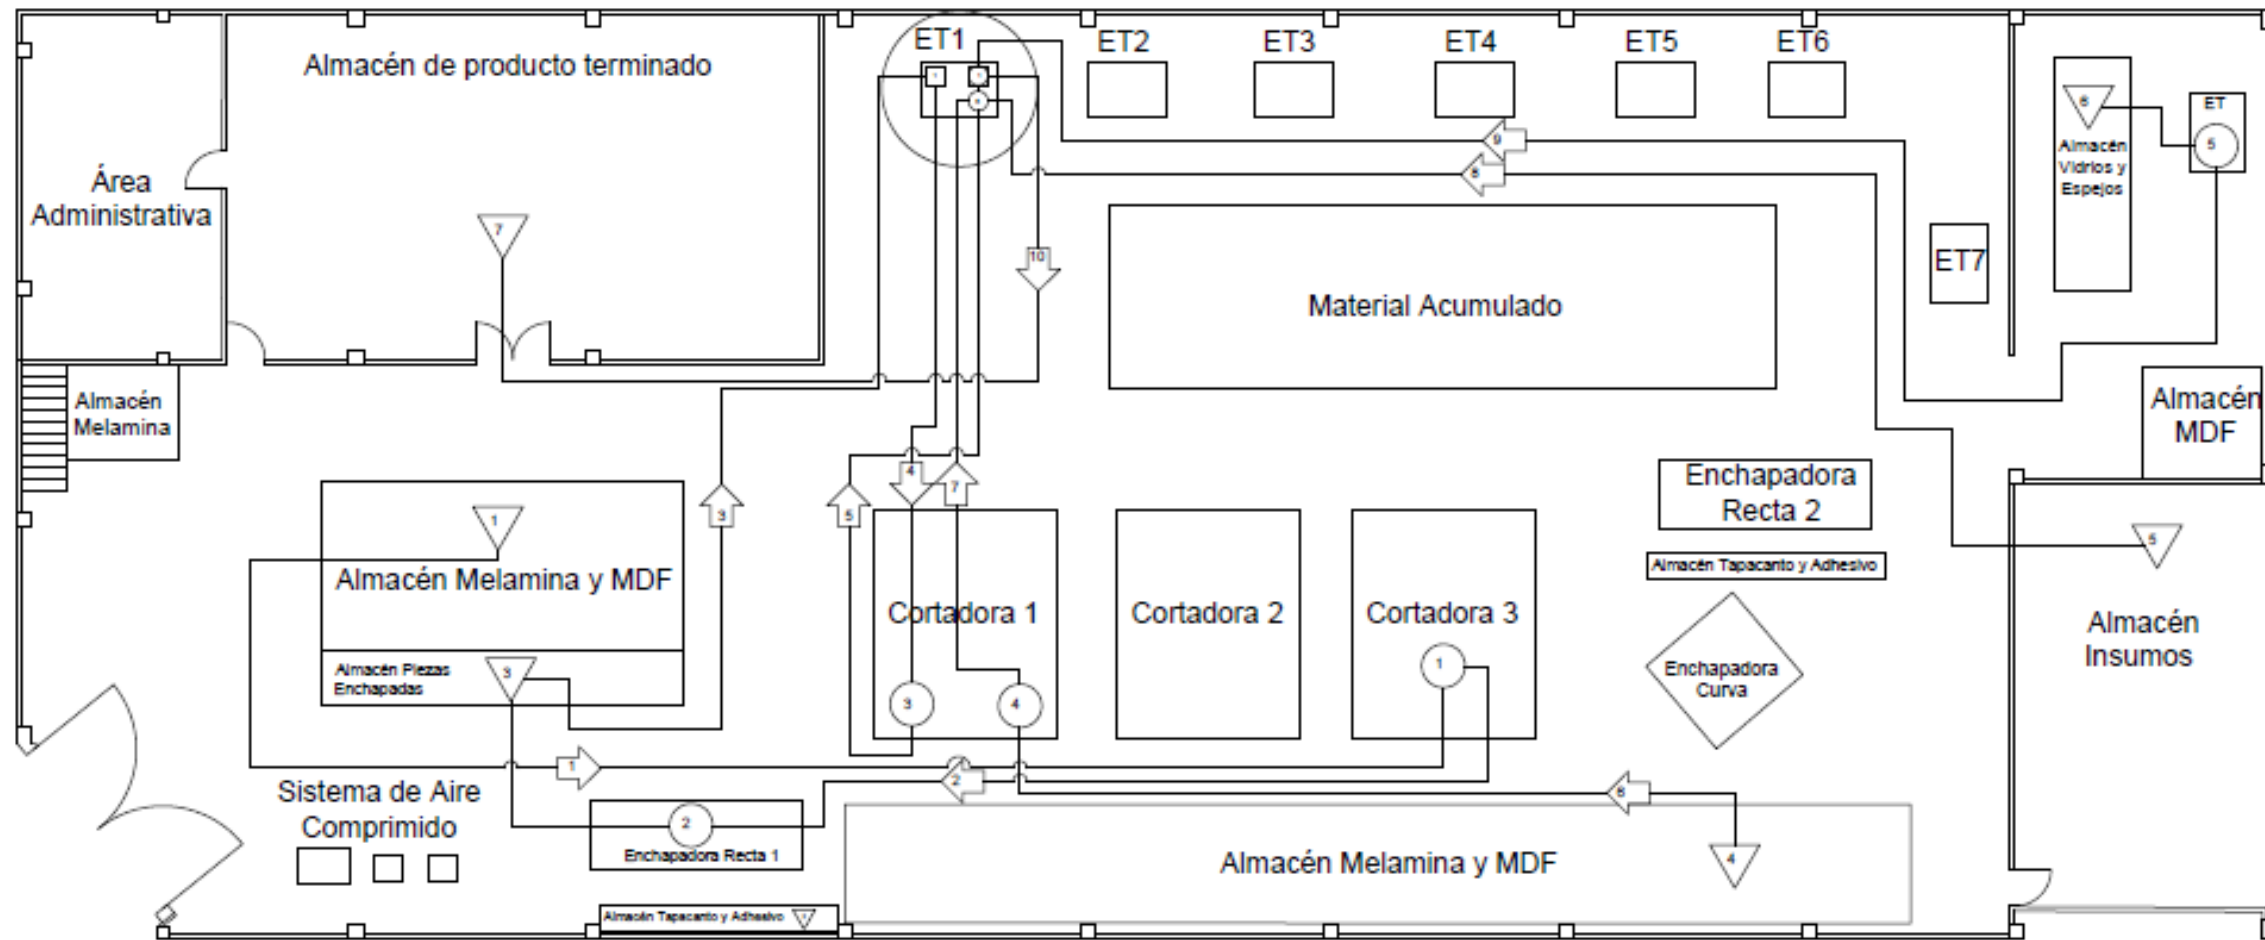 ET1
ET2
ET3
ET4
ET5
ET6
Almacén de producto terminado
1
6
ET
5
9
8
Almacén
Vidrios y
Espejos
Área
Administrativa
7
10
ET7
Material Acumulado
Almacén
Melamina
Almacén
MDF
4
7
3
5
Enchapadora
Recta 2
1
5
Almacén Melamina y MDF
Almacén Tapacanto y Adhesivo
Cortadora 1
Cortadora 2
Cortadora 3
Almacén
Insumos
Almacén Piezas
Enchapadas
3
1
Enchapadora
Curva
3
4
1
2
6
Sistema de Aire
Comprimido
2
Enchapadora Recta 1
Almacén Melamina y MDF
4
Almacén Tapacanto y Adhesivo